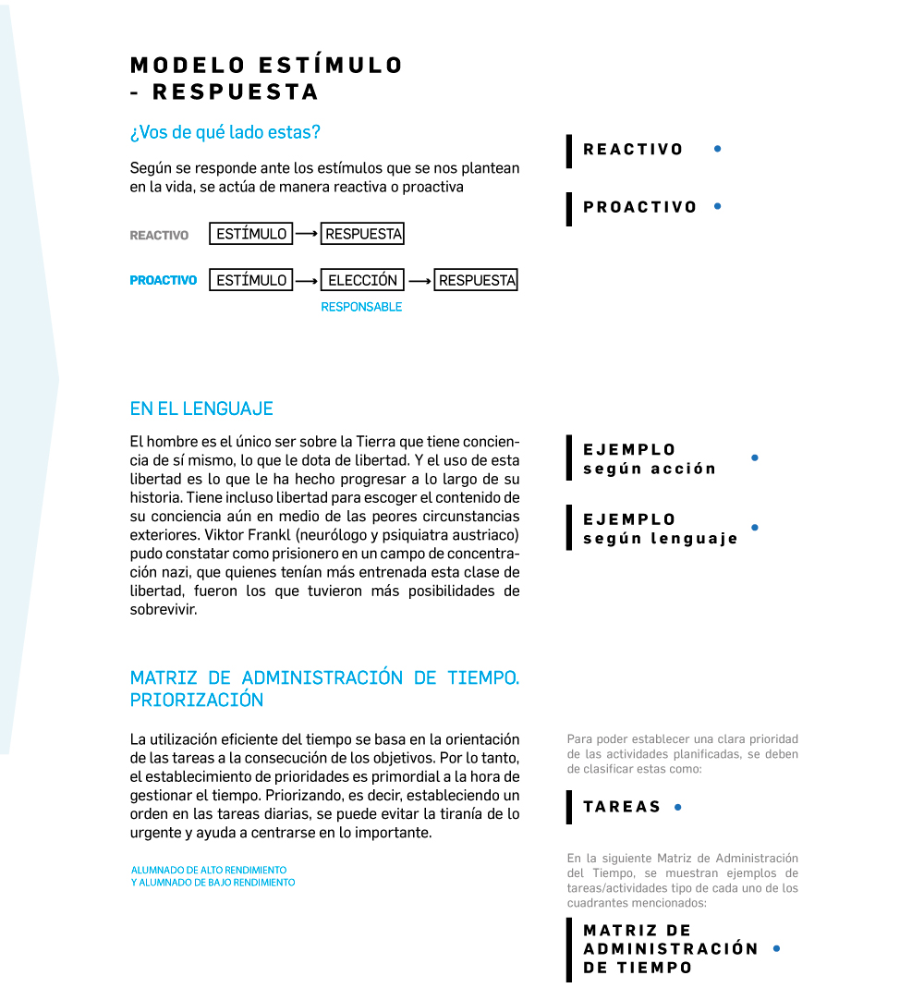 MODELO ESTÍMULO
- RESPUESTA
¿Vos de qué lado estas?
Según se responde ante los estímulos que se nos plantean
en la vida, se actúa de manera reactiva o proactiva
REACTIVO ESTÍMULO RESPUESTA
PROACTIVO ESTÍMULO ELECCIÓN RESPUESTA
RESPONSABLE
REACTIVO
PROACTIVO
EN EL LENGUAJE
El hombre es el único ser sobre la Tierra que tiene concien-
cia de sí mismo, lo que le dota de libertad. Y el uso de esta
libertad es lo que le ha hecho progresar a lo largo de su
historia. Tiene incluso libertad para escoger el contenido de
su conciencia aún en medio de las peores circunstancias
exteriores. Viktor Frankl (neurólogo y psiquiatra austriaco)
pudo constatar como prisionero en un campo de concentra-
ción nazi, que quienes tenían más entrenada esta clase de
libertad, fueron los que tuvieron más posibilidades de
sobrevivir.
EJEMPLO
según acción
EJEMPLO
según lenguaje
MATRIZ DE ADMINISTRACIÓN DE TIEMPO.
PRIORIZACIÓN
La utilización eficiente del tiempo se basa en la orientación
de las tareas a la consecución de los objetivos. Por lo tanto,
el establecimiento de prioridades es primordial a la hora de
gestionar el tiempo. Priorizando, es decir, estableciendo un
orden en las tareas diarias, se puede evitar la tiranía de lo
urgente y ayuda a centrarse en lo importante.
ALUMNADO DE ALTO RENDIMIENTO
Y ALUMNADO DE BAJO RENDIMIENTO
Para poder establecer una clara prioridad
de las actividades planificadas, se deben
de clasificar estas como:
TAREAS
En la siguiente Matriz de Administración
del Tiempo, se muestran ejemplos de
tareas/actividades tipo de cada uno de los
cuadrantes mencionados:
MATRIZ DE
ADMINISTRACIÓN
DE TIEMPO